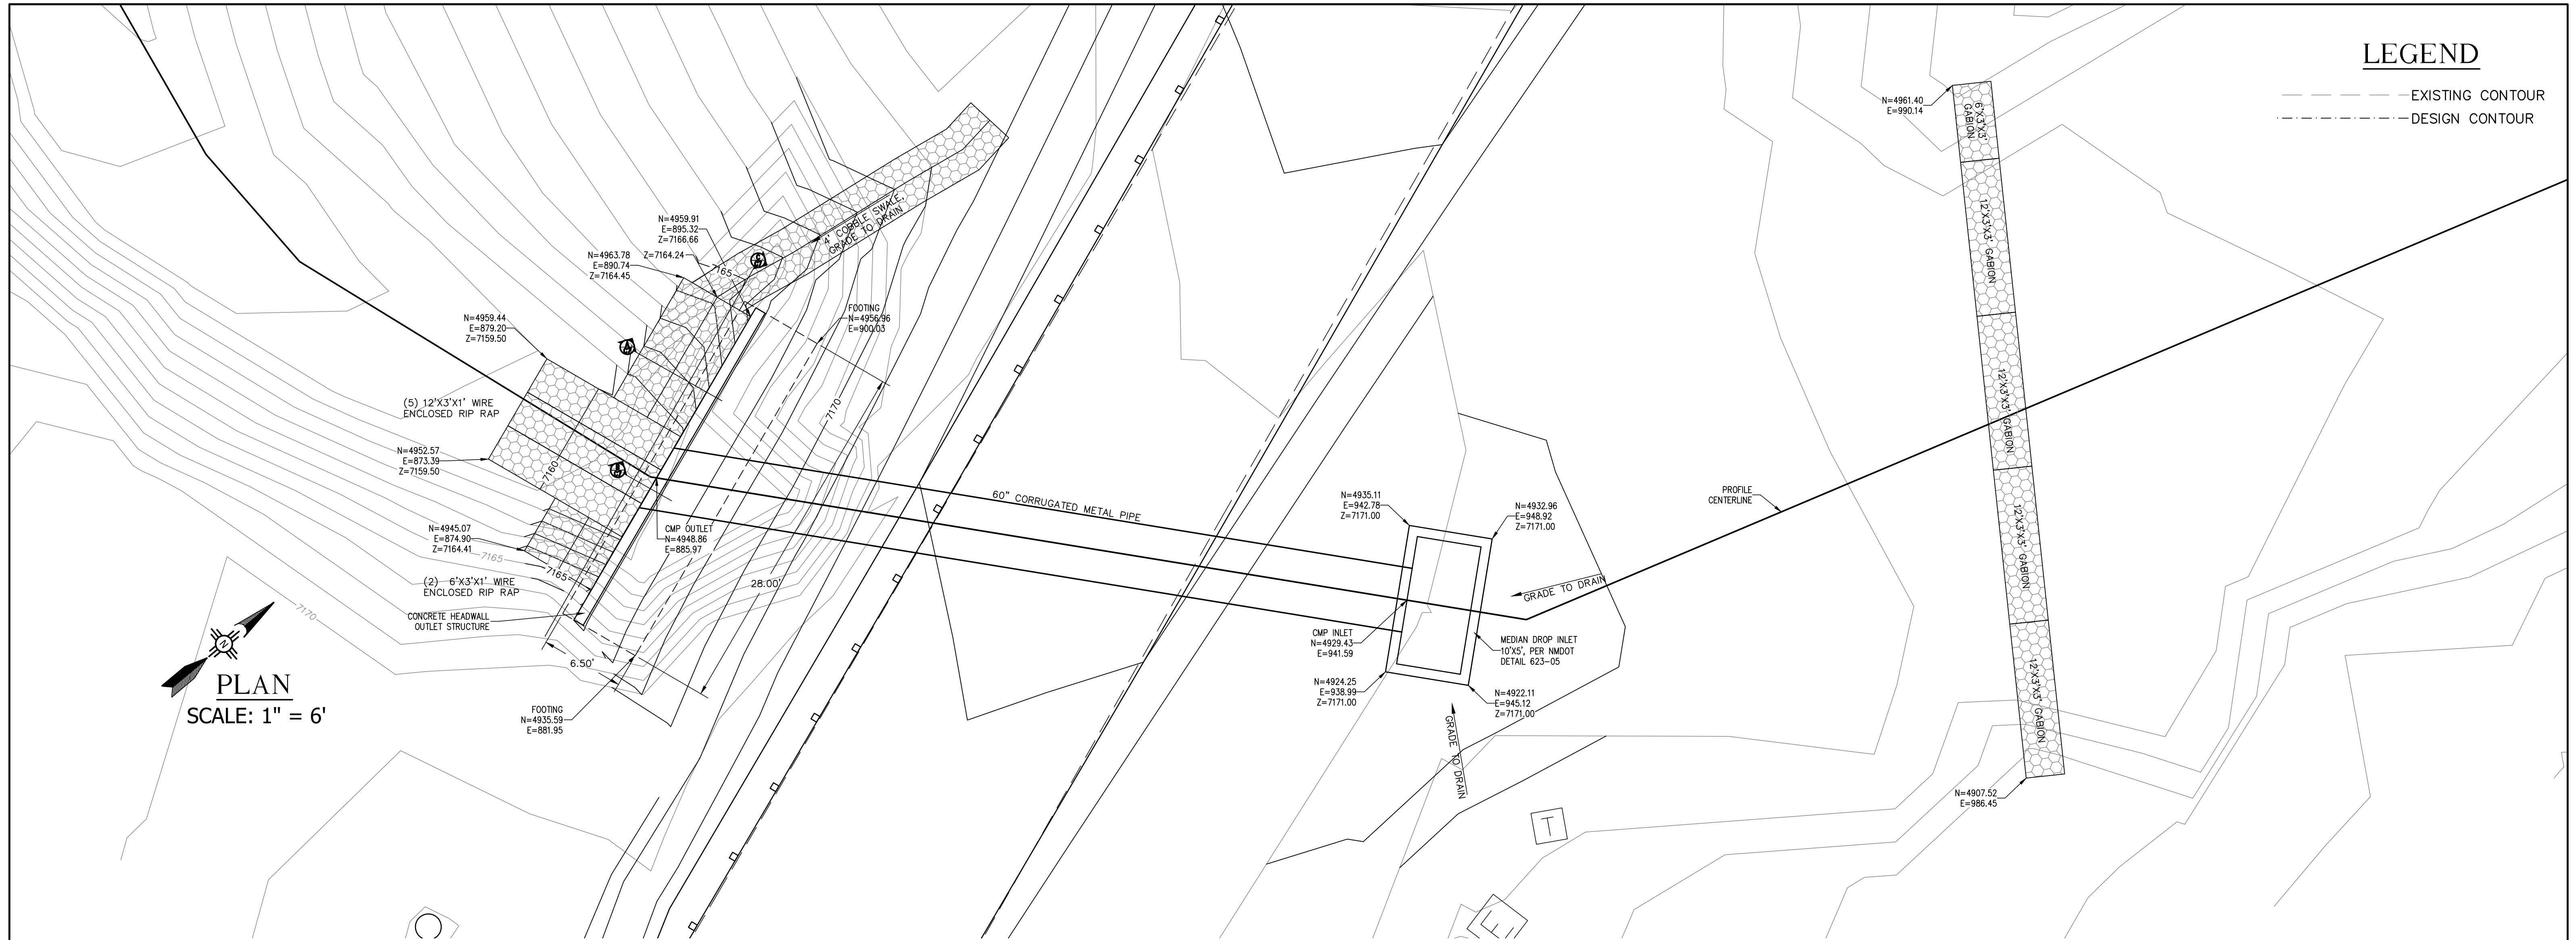 LEGEND
EXISTING CONTOUR
DESIGN CONTOUR
N=4961.40
E=990.14
6'X3'X3'
GABION
12'X3'X3' GABION
12'X3'X3' GABION
12'X3'X3' GABION
12'X3'X3' GABION
N=4907.52
E=986.45
N=4959.91
E=895.32
Z=7166.66
N=4963.78
E=890.74
Z=7164.45
Z=7164.24
7165
4' COBBLE SWALE,
GRADE TO DRAIN
FOOTING
N=4956.96
E=900.03
N=4959.44
E=879.20
Z=7159.50
A
(5) 12'X3'X1' WIRE
ENCLOSED RIP RAP
7170
N=4952.57
E=873.39
Z=7159.50
7160
60" CORRUGATED METAL PIPE
N=4935.11
E=942.78
Z=7171.00
N=4932.96
E=948.92
Z=7171.00
PROFILE
CENTERLINE
N=4945.07
E=874.90
Z=7164.41
7165
7165
CMP OUTLET
N=4948.86
E=885.97
28.00'
(2) 6'X3'X1' WIRE
ENCLOSED RIP RAP
CONCRETE HEADWALL
OUTLET STRUCTURE
7170
GRADE TO DRAIN
CMP INLET
N=4929.43
E=941.59
MEDIAN DROP INLET
10'X5', PER NMDOT
DETAIL 623-05
N
6.50'
N=4924.25
E=938.99
Z=7171.00
N=4922.11
E=945.12
Z=7171.00
GRADE TO DRAIN
PLAN
SCALE: 1" = 6'
FOOTING
N=4935.59
E=881.95
T
E